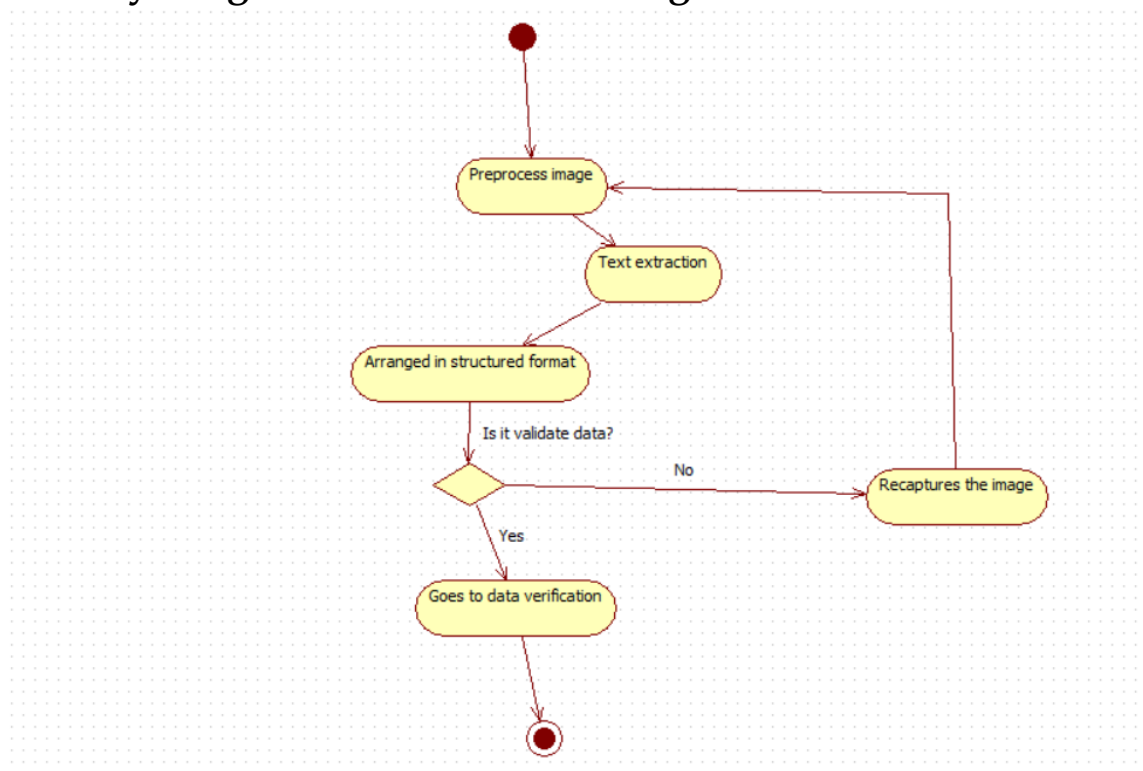 Preprocess image
Text extraction
Arranged in structured format
Is it validate data?
No
Recaptures the image
Yes
Goes to data verification